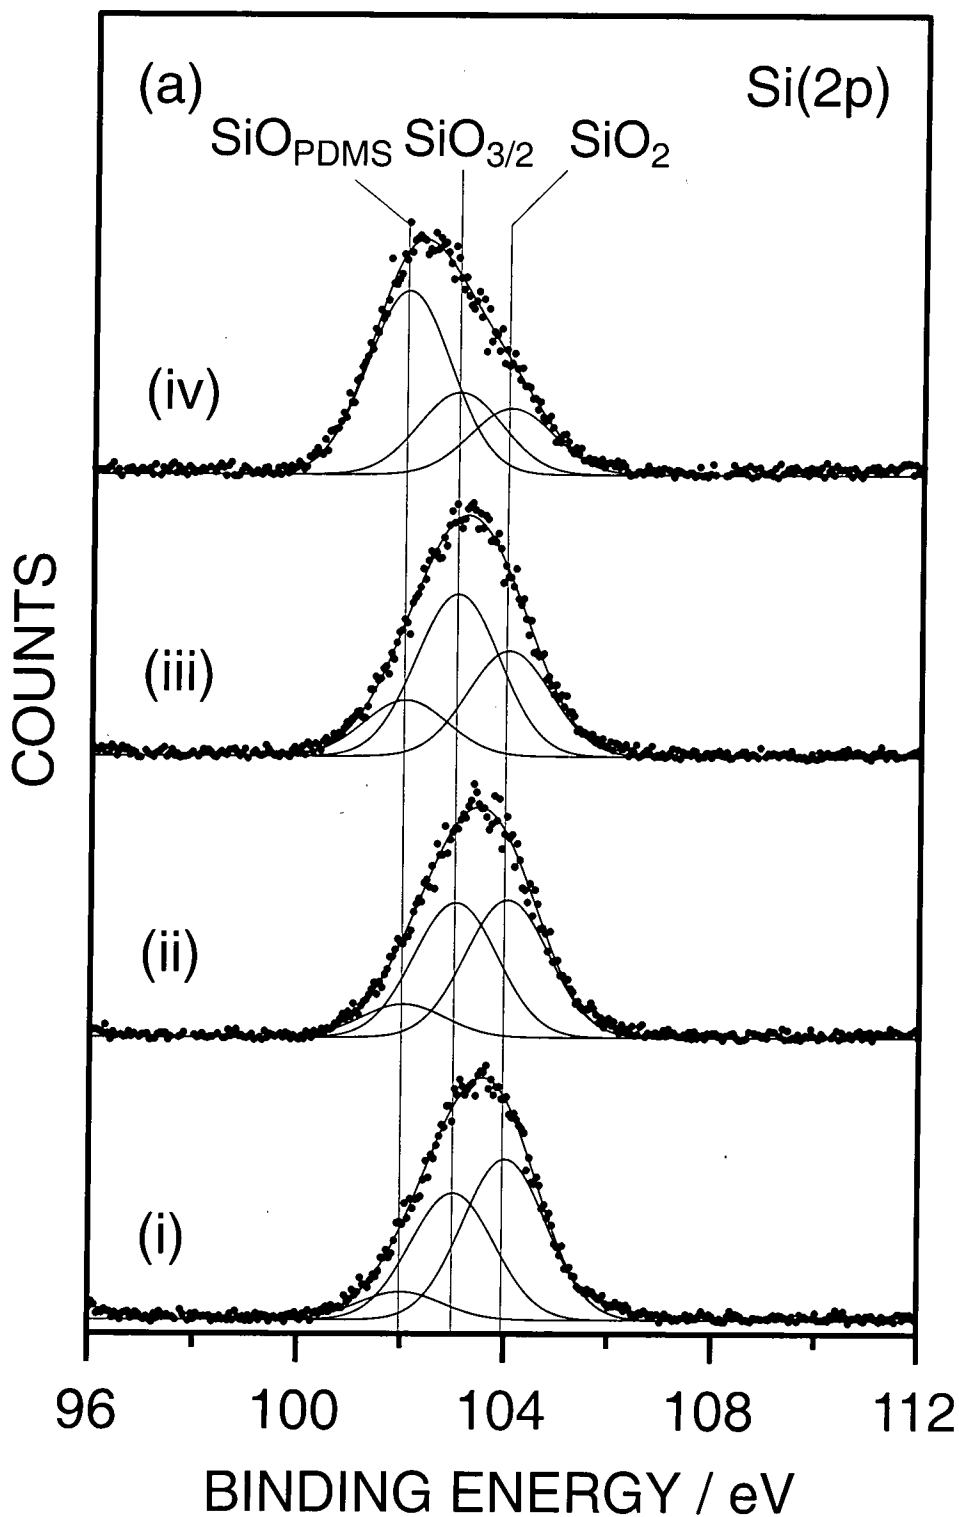 (a) Si(2p)
SiOPDMS SiO3/2 SiO2
(iv)
(iii)
(ii)
(i)
COUNTS
96 100 104 108 112
BINDING ENERGY / eV